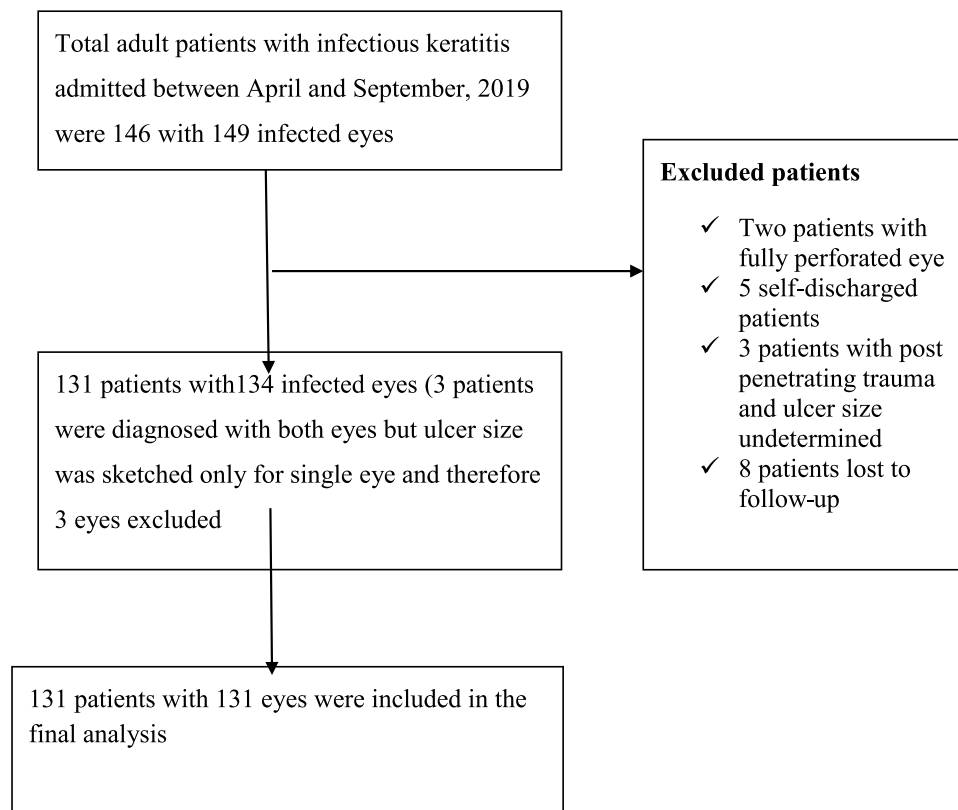 Total adult patients with infectious keratitis
admitted between April and September, 2019
were 146 with 149 infected eyes
Excluded patients
✓ Two patients with
fully perforated eye
✓ 5 self-discharged
patients
✓ 3 patients with post
penetrating trauma
and ulcer size
undetermined
✓ 8 patients lost to
follow-up
131 patients with134 infected eyes (3 patients
were diagnosed with both eyes but ulcer size
was sketched only for single eye and therefore
3 eyes excluded
131 patients with 131 eyes were included in the
final analysis